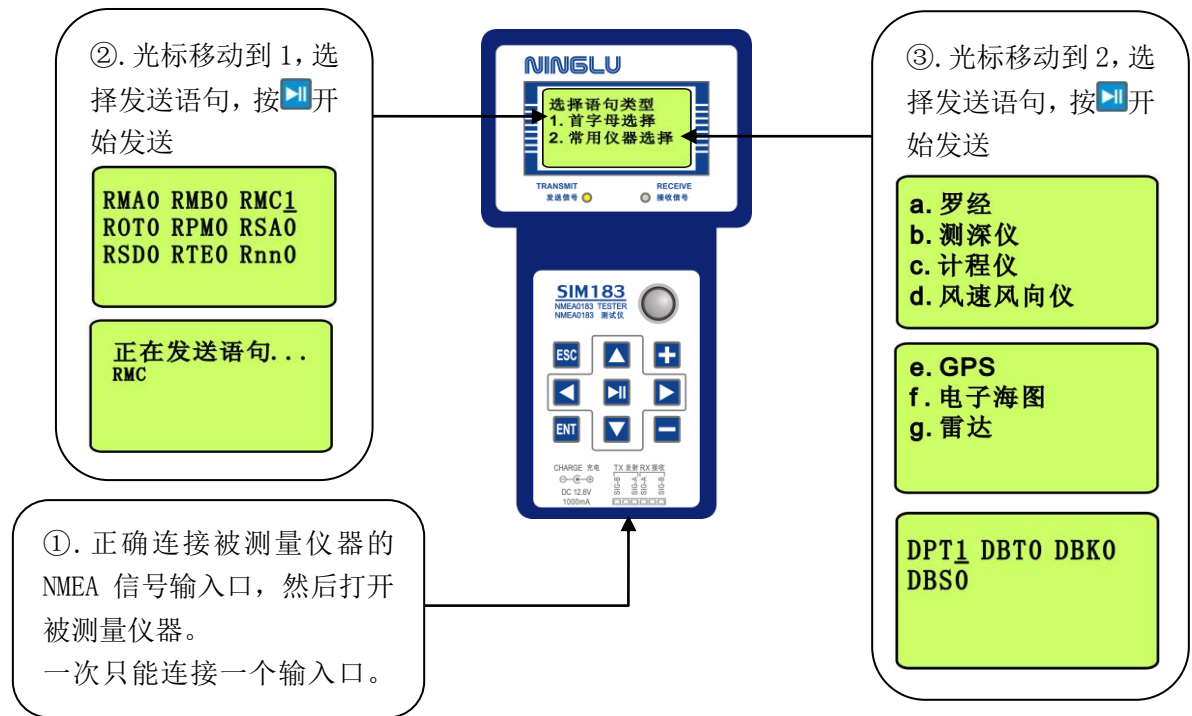 ②. 光标移动到 1，选
择发送语句，按开
始发送
RMA0 RMB0 RMC1
ROT0 RPM0 RSA0
RSD0 RTE0 Rnn0
正在发送语句...
RMC
①. 正确连接被测量仪器的
NMEA 信号输入口，然后打开
被测量仪器。
一次只能连接一个输入口。
NINGLU
选择语句类型
1. 首字母选择
2. 常用仪器选择
TRANSMIT
发送信号
RECEIVE
接收信号
SIM183
NMEA0183 TESTER
NMEA0183 测试仪
ESC
ENT
CHARGE 充电
DC 12.6V
1000mA
TX 发射 RX 接收
SIG-B
SIG-A
SIG-A
SIG-B
③. 光标移动到 2，选
择发送语句，按开
始发送
a. 罗经
b. 测深仪
c. 计程仪
d. 风速风向仪
e. GPS
f. 电子海图
g. 雷达
DPT1 DBT0 DBK0
DBS0